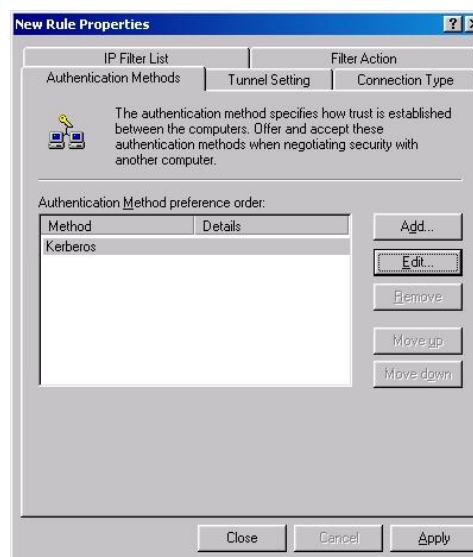 New Rule Properties
IP Filter List
Filter Action
Authentication Methods
Tunnel Setting
Connection Type
The authentication method specifies how trust is established
between the computers. Offer and accept these
authentication methods when negotiating security with
another computer.
Authentication Method preference order:
Method Details
Kerberos
Add...
Edit...
Remove
Move up
Move down
Close Cancel Apply